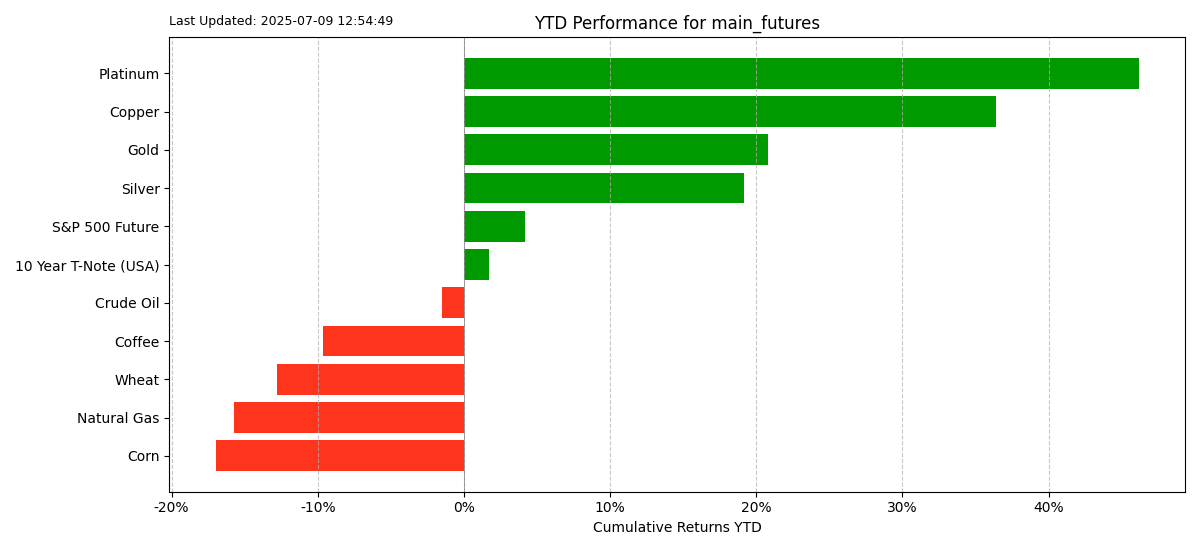 Last Updated: 2025-07-09 12:54:49
YTD Performance for main_futures
Platinum
Copper
Gold
Silver
S&P 500 Future
10 Year T-Note (USA)
Crude Oil
Coffee
Wheat
Natural Gas
Corn
-20% -10% 0% 10% 20% 30% 40%
Cumulative Returns YTD